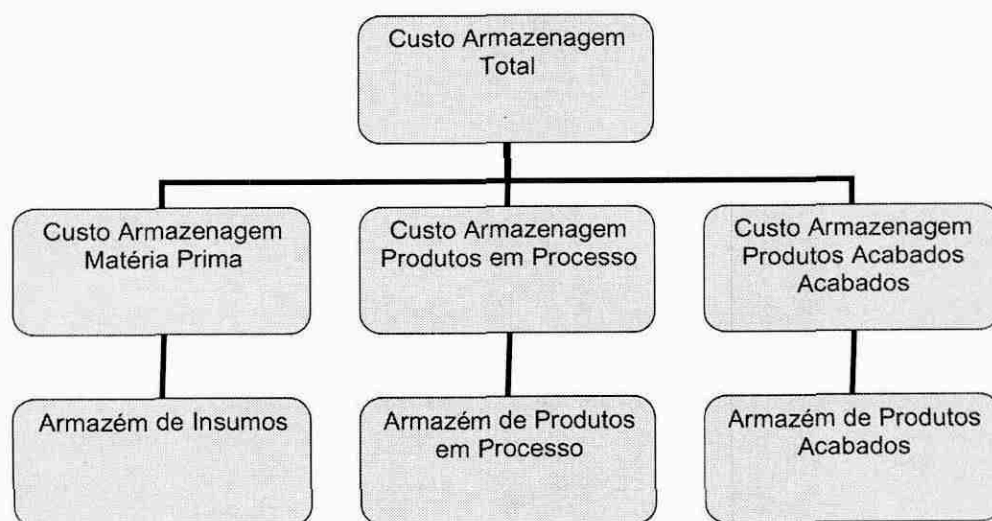 Custo Armazenagem
Total
Custo Armazenagem
Matéria Prima
Custo Armazenagem
Produtos em Processo
Custo Armazenagem
Produtos Acabados
Acabados
Armazém de Insumos
Armazém de Produtos
em Processo
Armazém de Produtos
Acabados